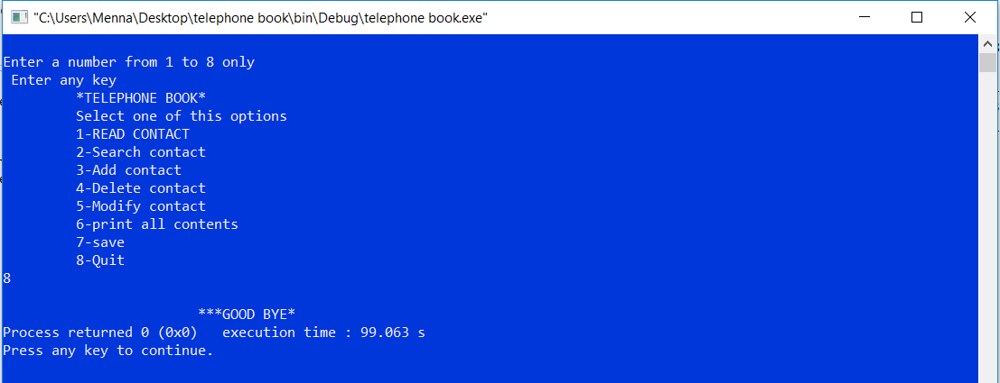 "C:\Users\Menna\Desktop\telephone book\bin\Debug\telephone book.exe"
Enter a number from 1 to 8 only
Enter any key
*TELEPHONE BOOK*
Select one of this options
1-READ CONTACT
2-Search contact
3-Add contact
4-Delete contact
5-Modify contact
6-print all contents
7-save
8-Quit
8
***GOOD BYE*
Process returned 0 (0x0)   execution time : 99.063 s
Press any key to continue.